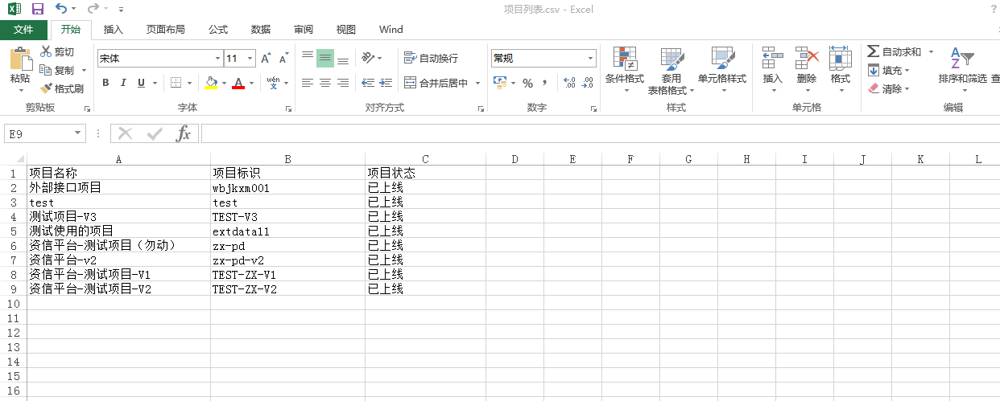 项目列表.csv - Excel
?
文件 开始 插入 页面布局 公式 数据 审阅 视图 Wind
粘贴 剪切 复制 格式刷 剪贴板
宋体 11 A A B I U A wén 字体
自动换行 合并后居中 对齐方式
常规 % , .00 数字
条件格式 套用表格格式 单元格样式 样式
插入 删除 格式 单元格
Σ 自动求和 填充 清除 排序和筛选 查 编辑
E9 fx
A B C D E F G H I J K L
1 项目名称 项目标识 项目状态
2 外部接口项目 wbjkxm001 已上线
3 test test 已上线
4 测试项目-V3 TEST-V3 已上线
5 测试使用的项目 extdata11 已上线
6 资信平台-测试项目（勿动） zx-pd 已上线
7 资信平台-v2 zx-pd-v2 已上线
8 资信平台-测试项目-V1 TEST-ZX-V1 已上线
9 资信平台-测试项目-V2 TEST-ZX-V2 已上线
10
11
12
13
14
15
16